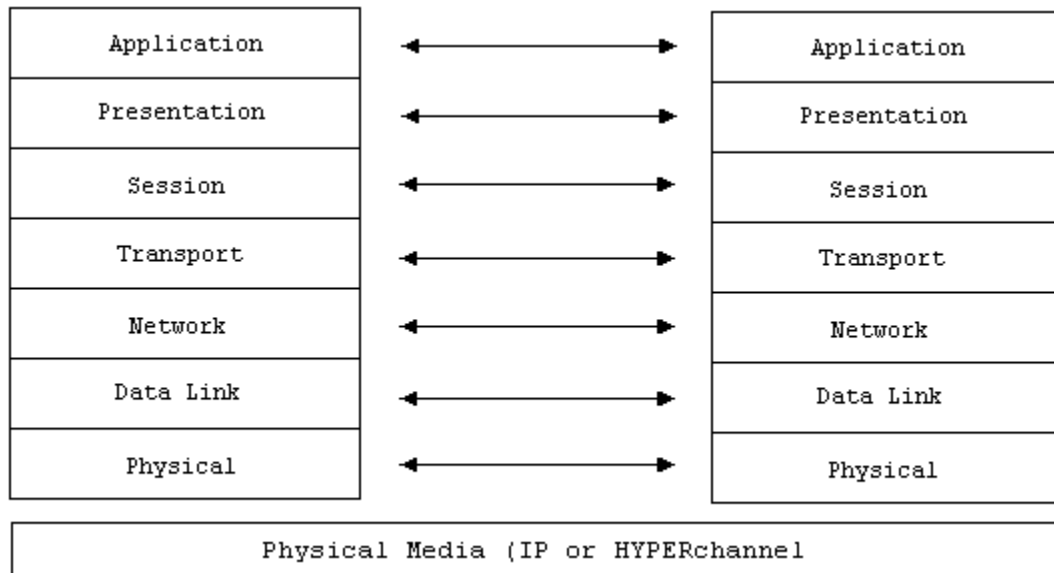 Application
Application
Presentation
Presentation
Session
Session
Transport
Transport
Network
Network
Data Link
Data Link
Physical
Physical
Physical Media (IP or HYPERchannel